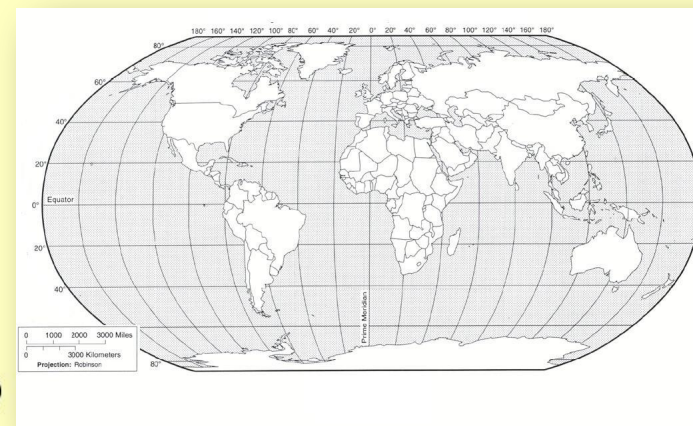 180° 160° 140° 120° 100° 80° 60° 40° 20° 0° 20° 40° 60° 80° 100° 120° 140° 160° 180°
80°
60°
40°
20°
Equator
0°
20°
40°
Prime Meridian
0 1000 2000 3000 Miles
0 3000 Kilometers
Projection: Robinson
80°